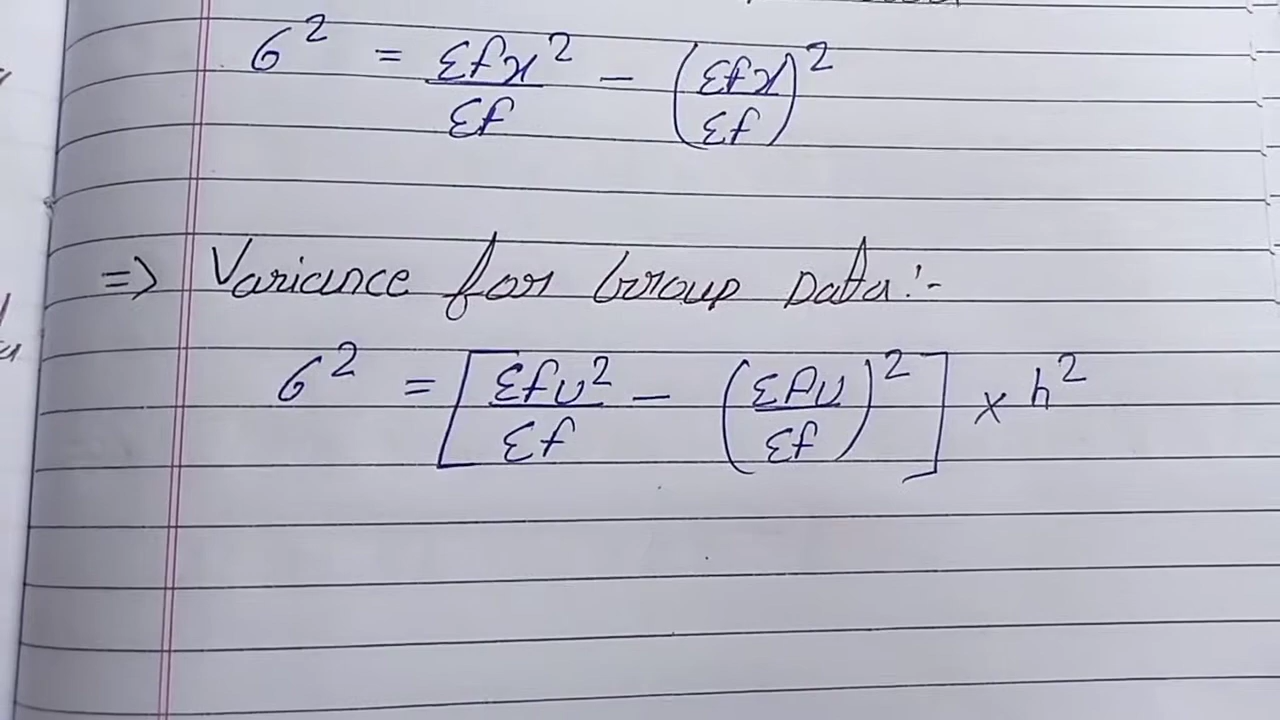 σ² = Σfx² / Σf − (Σfx / Σf)²
⇒ Variance for Group Data :-
σ² = [Σfu² / Σf − (Σfu / Σf)²] × h²